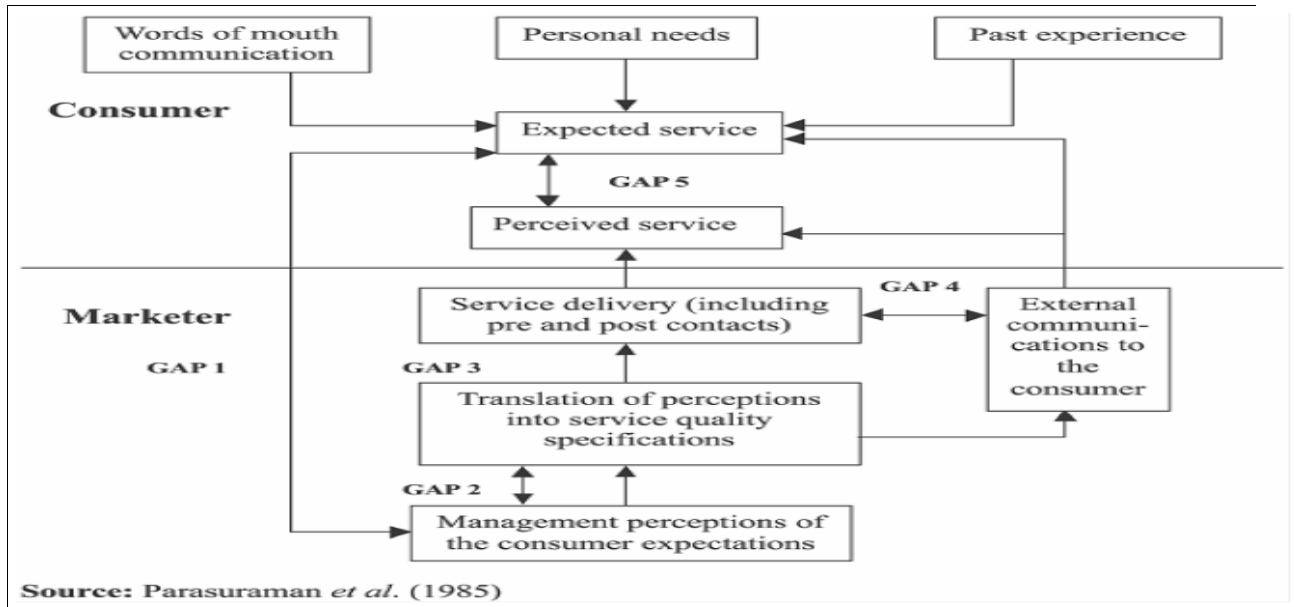 Words of mouth
communication
Personal needs
Past experience
Consumer
Expected service
GAP 5
Perceived service
Marketer
Service delivery (including
pre and post contacts)
GAP 4
External
communi-
cations to
the
consumer
GAP 1
GAP 3
Translation of perceptions
into service quality
specifications
GAP 2
Management perceptions of
the consumer expectations
Source: Parasuraman et al. (1985)